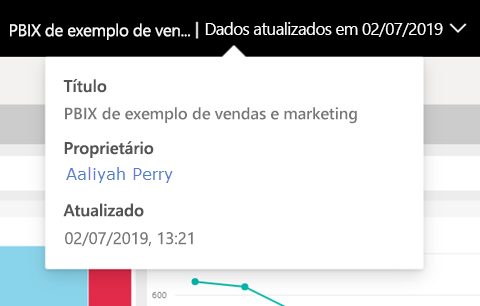 PBIX de exemplo de ven... | Dados atualizados em 02/07/2019
Título
PBIX de exemplo de vendas e marketing
Proprietário
Aaliyah Perry
Atualizado
02/07/2019, 13:21
600